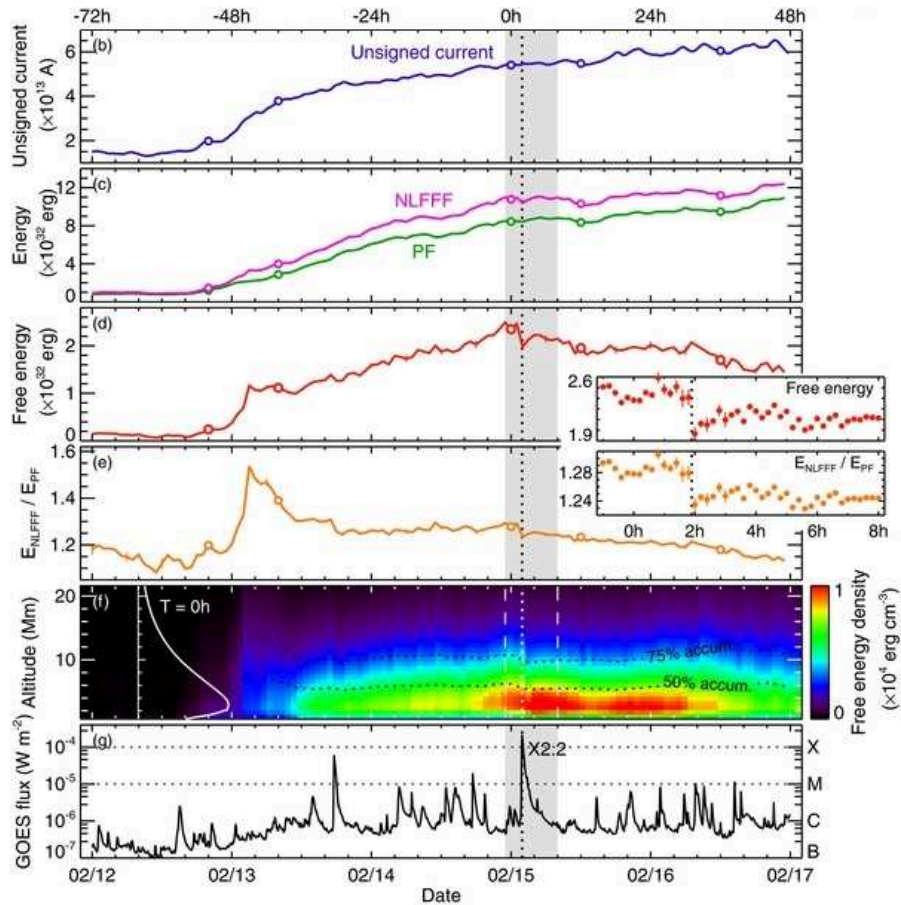 -72h -48h -24h 0h 24h 48h
(b)
Unsigned current
Unsigned current
(×10¹³ A)
6
4
2
(c)
NLFFF
PF
Energy
(×10³² erg)
12
8
4
0
(d)
Free energy
(×10³² erg)
2
1
0
Free energy
2.6
1.9
(e)
E_NLFFF / E_PF
1.6
1.4
1.2
E_NLFFF / E_PF
1.28
1.24
0h 2h 4h 6h 8h
(f)
T = 0h
Altitude (Mm)
20
10
75% accum.
50% accum.
1
0
Free energy density
(×10⁴ erg cm⁻³)
(g)
X2.2
GOES flux (W m⁻²)
10⁻⁴
10⁻⁵
10⁻⁶
10⁻⁷
X
M
C
B
02/12 02/13 02/14 02/15 02/16 02/17
Date